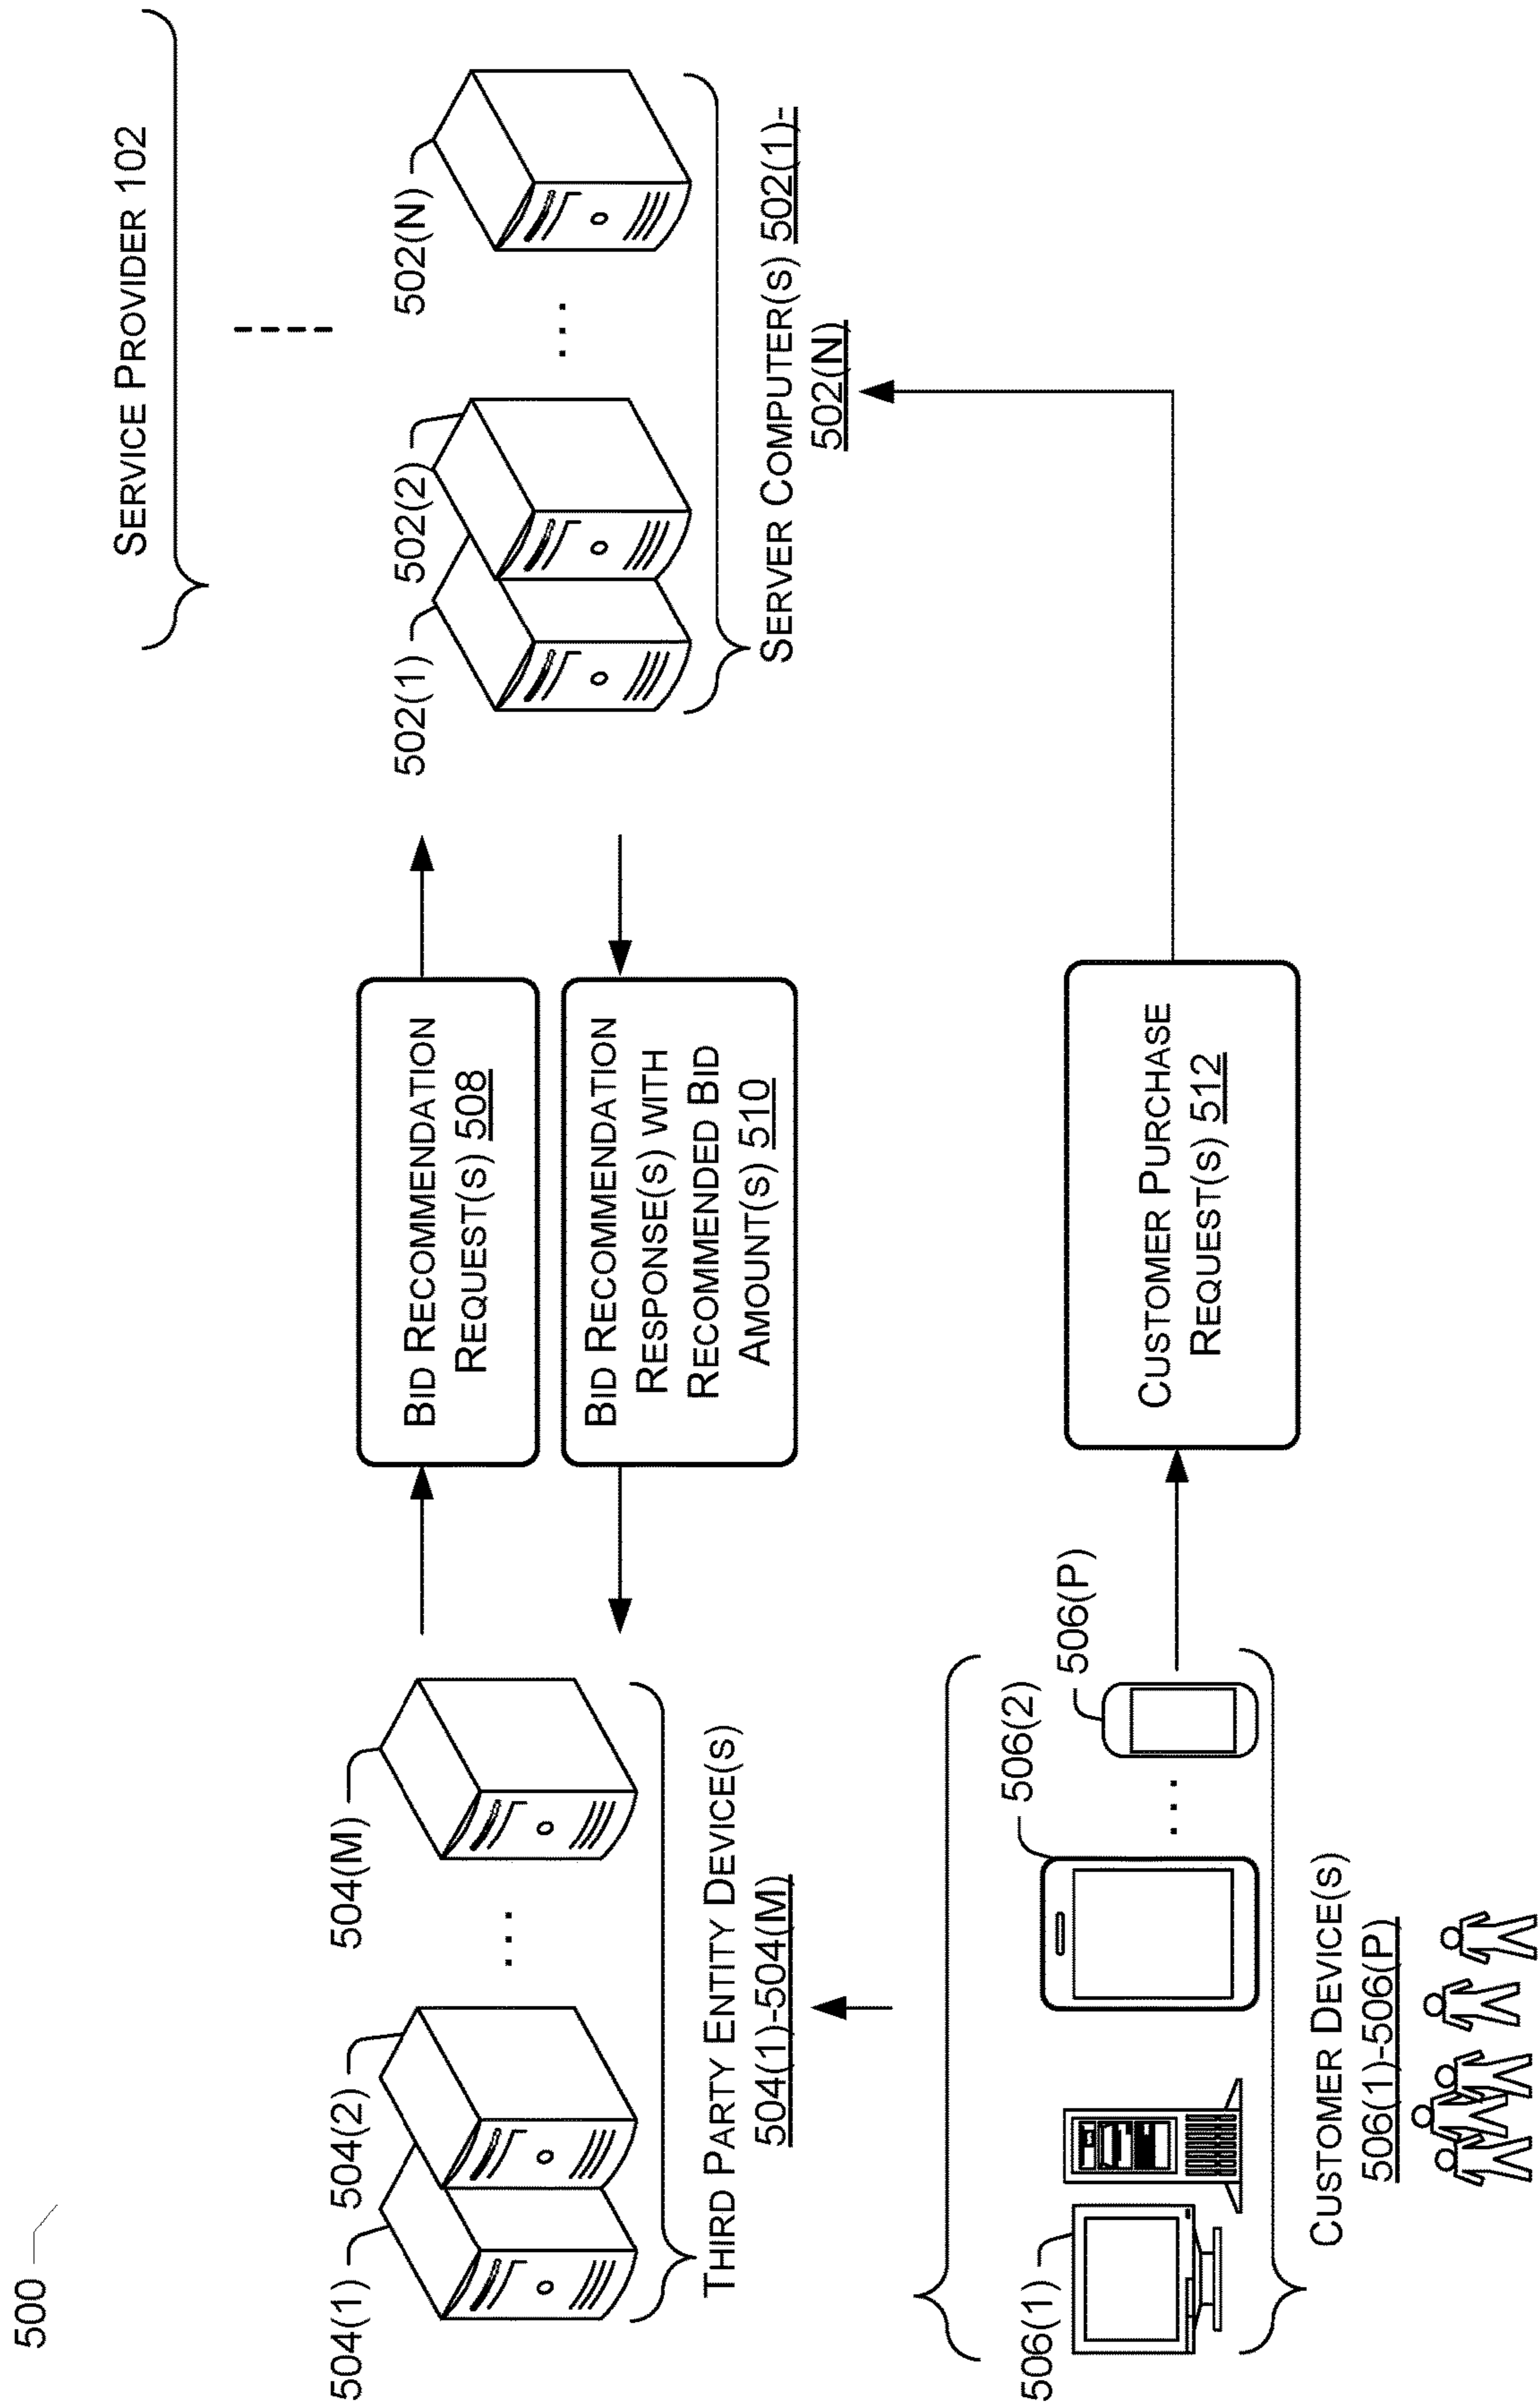 500
SERVICE PROVIDER 102
504(1)
504(2)
504(M)
...
THIRD PARTY ENTITY DEVICE(S)
504(1)-504(M)
BID RECOMMENDATION
REQUEST(S) 508
BID RECOMMENDATION
RESPONSE(S) WITH
RECOMMENDED BID
AMOUNT(S) 510
502(1)
502(2)
502(N)
...
SERVER COMPUTER(S) 502(1)-
502(N)
506(1)
506(2)
506(P)
...
CUSTOMER DEVICE(S)
506(1)-506(P)
CUSTOMER PURCHASE
REQUEST(S) 512